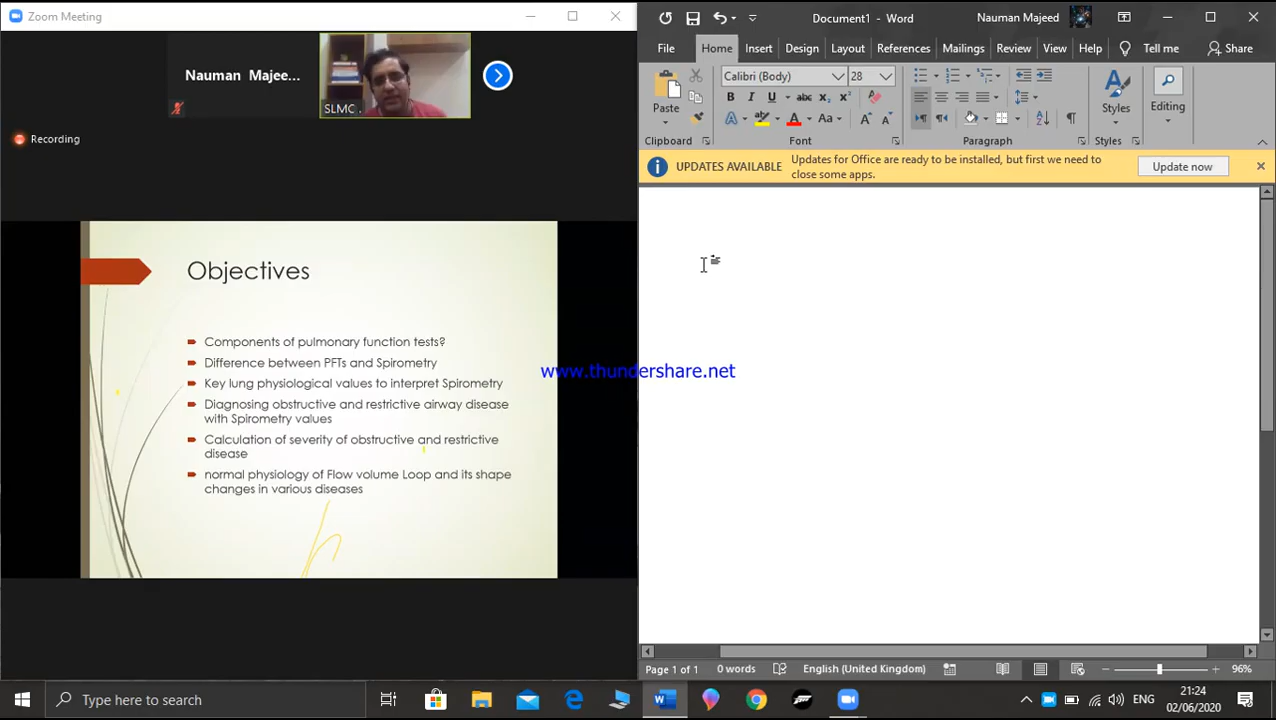 Zoom Meeting
Nauman Majee...
SLMC .
Recording
Objectives
Components of pulmonary function tests?
Difference between PFTs and Spirometry
Key lung physiological values to interpret Spirometry
Diagnosing obstructive and restrictive airway disease
with Spirometry values
Calculation of severity of obstructive and restrictive
disease
normal physiology of Flow volume Loop and its shape
changes in various diseases
www.thundershare.net
Document1 - Word
Nauman Majeed
File Home Insert Design Layout References Mailings Review View Help Tell me Share
Calibri (Body) 28
Paste
Styles
Editing
Clipboard Font Paragraph Styles
UPDATES AVAILABLE
Updates for Office are ready to be installed, but first we need to
close some apps.
Update now
Page 1 of 1 0 words English (United Kingdom) 96%
Type here to search
ENG
21:24
02/06/2020